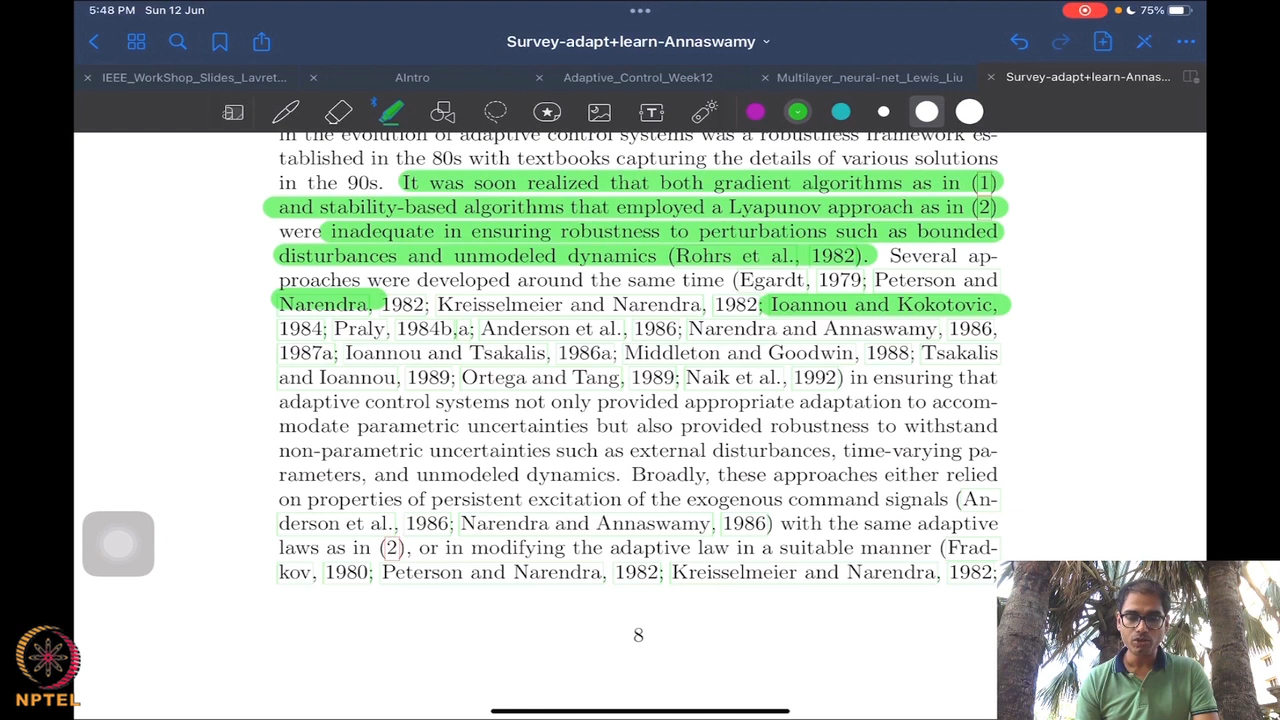 5:48 PM Sun 12 Jun
75%
Survey-adapt+learn-Annaswamy
IEEE_WorkShop_Slides_Lavret...
AIntro
Adaptive_Control_Week12
Multilayer_neural-net_Lewis_Liu
Survey-adapt+learn-Annas...
in the evolution of adaptive control systems was a robustness framework es-
tablished in the 80s with textbooks capturing the details of various solutions
in the 90s. It was soon realized that both gradient algorithms as in (1)
and stability-based algorithms that employed a Lyapunov approach as in (2)
were inadequate in ensuring robustness to perturbations such as bounded
disturbances and unmodeled dynamics (Rohrs et al., 1982). Several ap-
proaches were developed around the same time (Egardt, 1979; Peterson and
Narendra, 1982; Kreisselmeier and Narendra, 1982; Ioannou and Kokotovic,
1984; Praly, 1984b,a; Anderson et al., 1986; Narendra and Annaswamy, 1986,
1987a; Ioannou and Tsakalis, 1986a; Middleton and Goodwin, 1988; Tsakalis
and Ioannou, 1989; Ortega and Tang, 1989; Naik et al., 1992) in ensuring that
adaptive control systems not only provided appropriate adaptation to accom-
modate parametric uncertainties but also provided robustness to withstand
non-parametric uncertainties such as external disturbances, time-varying pa-
rameters, and unmodeled dynamics. Broadly, these approaches either relied
on properties of persistent excitation of the exogenous command signals (An-
derson et al., 1986; Narendra and Annaswamy, 1986) with the same adaptive
laws as in (2), or in modifying the adaptive law in a suitable manner (Frad-
kov, 1980; Peterson and Narendra, 1982; Kreisselmeier and Narendra, 1982;
8
NPTEL